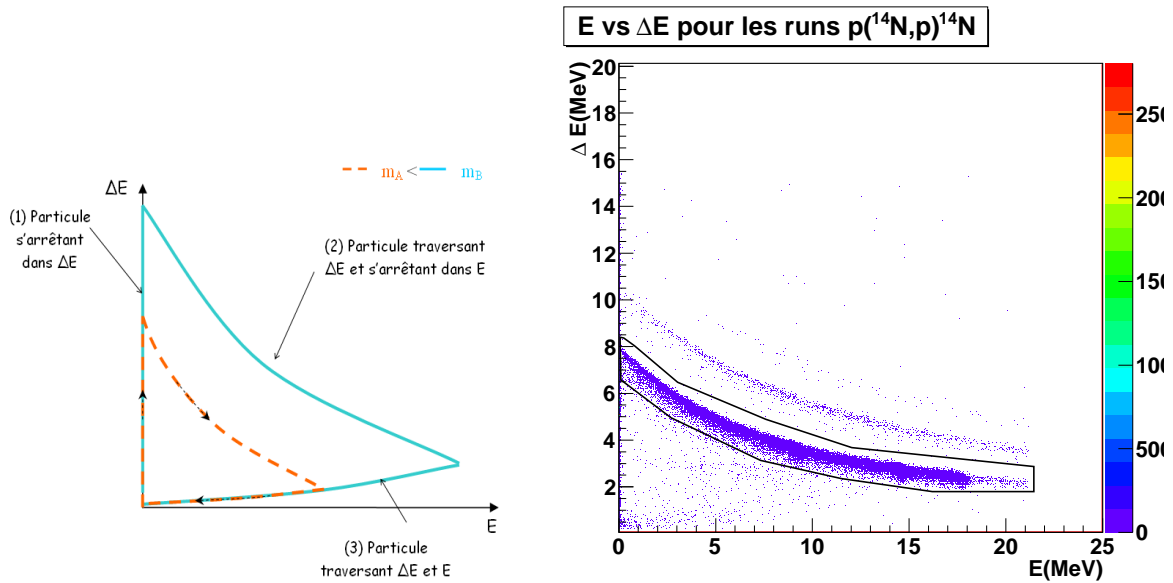 m_A < m_B
ΔE
(1) Particule
s'arrêtant
dans ΔE
(2) Particule traversant
ΔE et s'arrêtant dans E
E
(3) Particule
traversant ΔE et E
E vs ΔE pour les runs p(¹⁴N,p)¹⁴N
Δ E(MeV)
20
18
16
14
12
10
8
6
4
2
0 5 10 15 20 25
E(MeV)
250
200
150
100
50
0